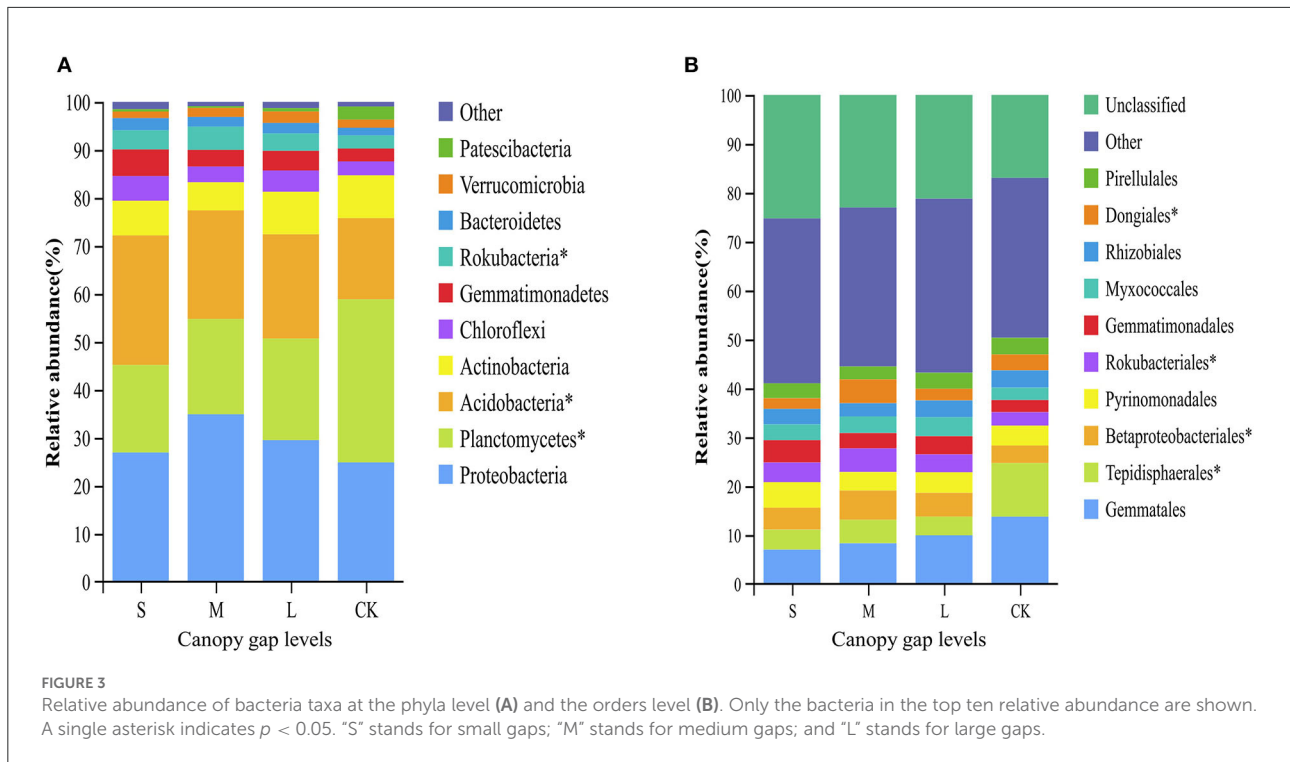 A
Relative abundance(%)
100
90
80
70
60
50
40
30
20
10
0
S M L CK
Canopy gap levels
Other
Patescibacteria
Verrucomicrobia
Bacteroidetes
Rokubacteria*
Gemmatimonadetes
Chloroflexi
Actinobacteria
Acidobacteria*
Planctomycetes*
Proteobacteria
B
Relative abundance(%)
100
90
80
70
60
50
40
30
20
10
0
S M L CK
Canopy gap levels
Unclassified
Other
Pirellulales
Dongiales*
Rhizobiales
Myxococcales
Gemmatimonadales
Rokubacteriales*
Pyrinomonadales
Betaproteobacteriales*
Tepidisphaerales*
Gemmatales
FIGURE 3
Relative abundance of bacteria taxa at the phyla level (A) and the orders level (B). Only the bacteria in the top ten relative abundance are shown.
A single asterisk indicates p < 0.05. “S” stands for small gaps; “M” stands for medium gaps; and “L” stands for large gaps.